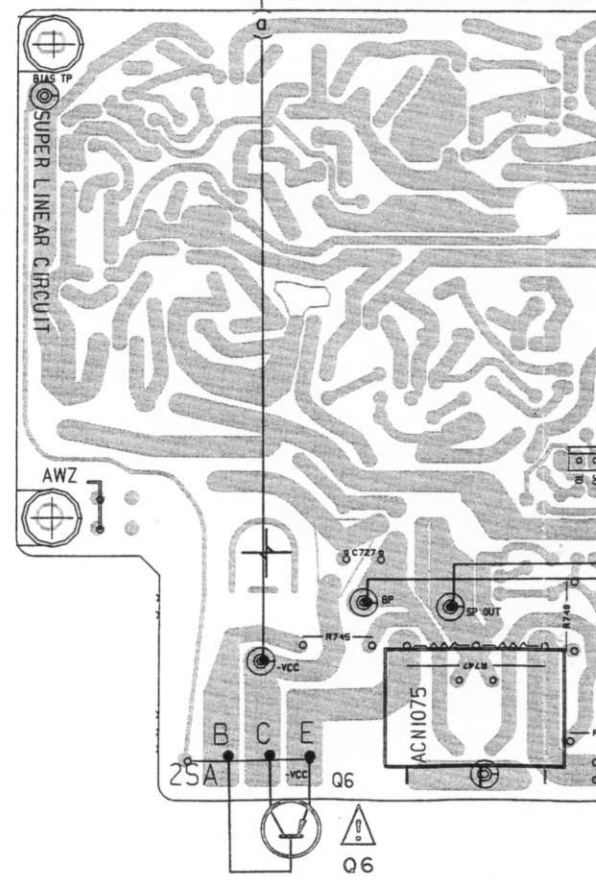 BIAS TP
SUPER LINEAR CIRCUIT
AWZ
C727
BP
SP OUT
R748
R745
-VCC
R747
ACN1075
B C E
2SA
-VCC
Q6
Q6